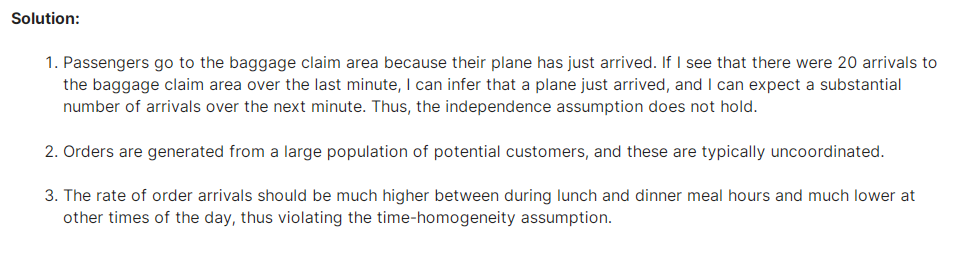 Solution:
1. Passengers go to the baggage claim area because their plane has just arrived. If I see that there were 20 arrivals to
the baggage claim area over the last minute, I can infer that a plane just arrived, and I can expect a substantial
number of arrivals over the next minute. Thus, the independence assumption does not hold.
2. Orders are generated from a large population of potential customers, and these are typically uncoordinated.
3. The rate of order arrivals should be much higher between during lunch and dinner meal hours and much lower at
other times of the day, thus violating the time-homogeneity assumption.